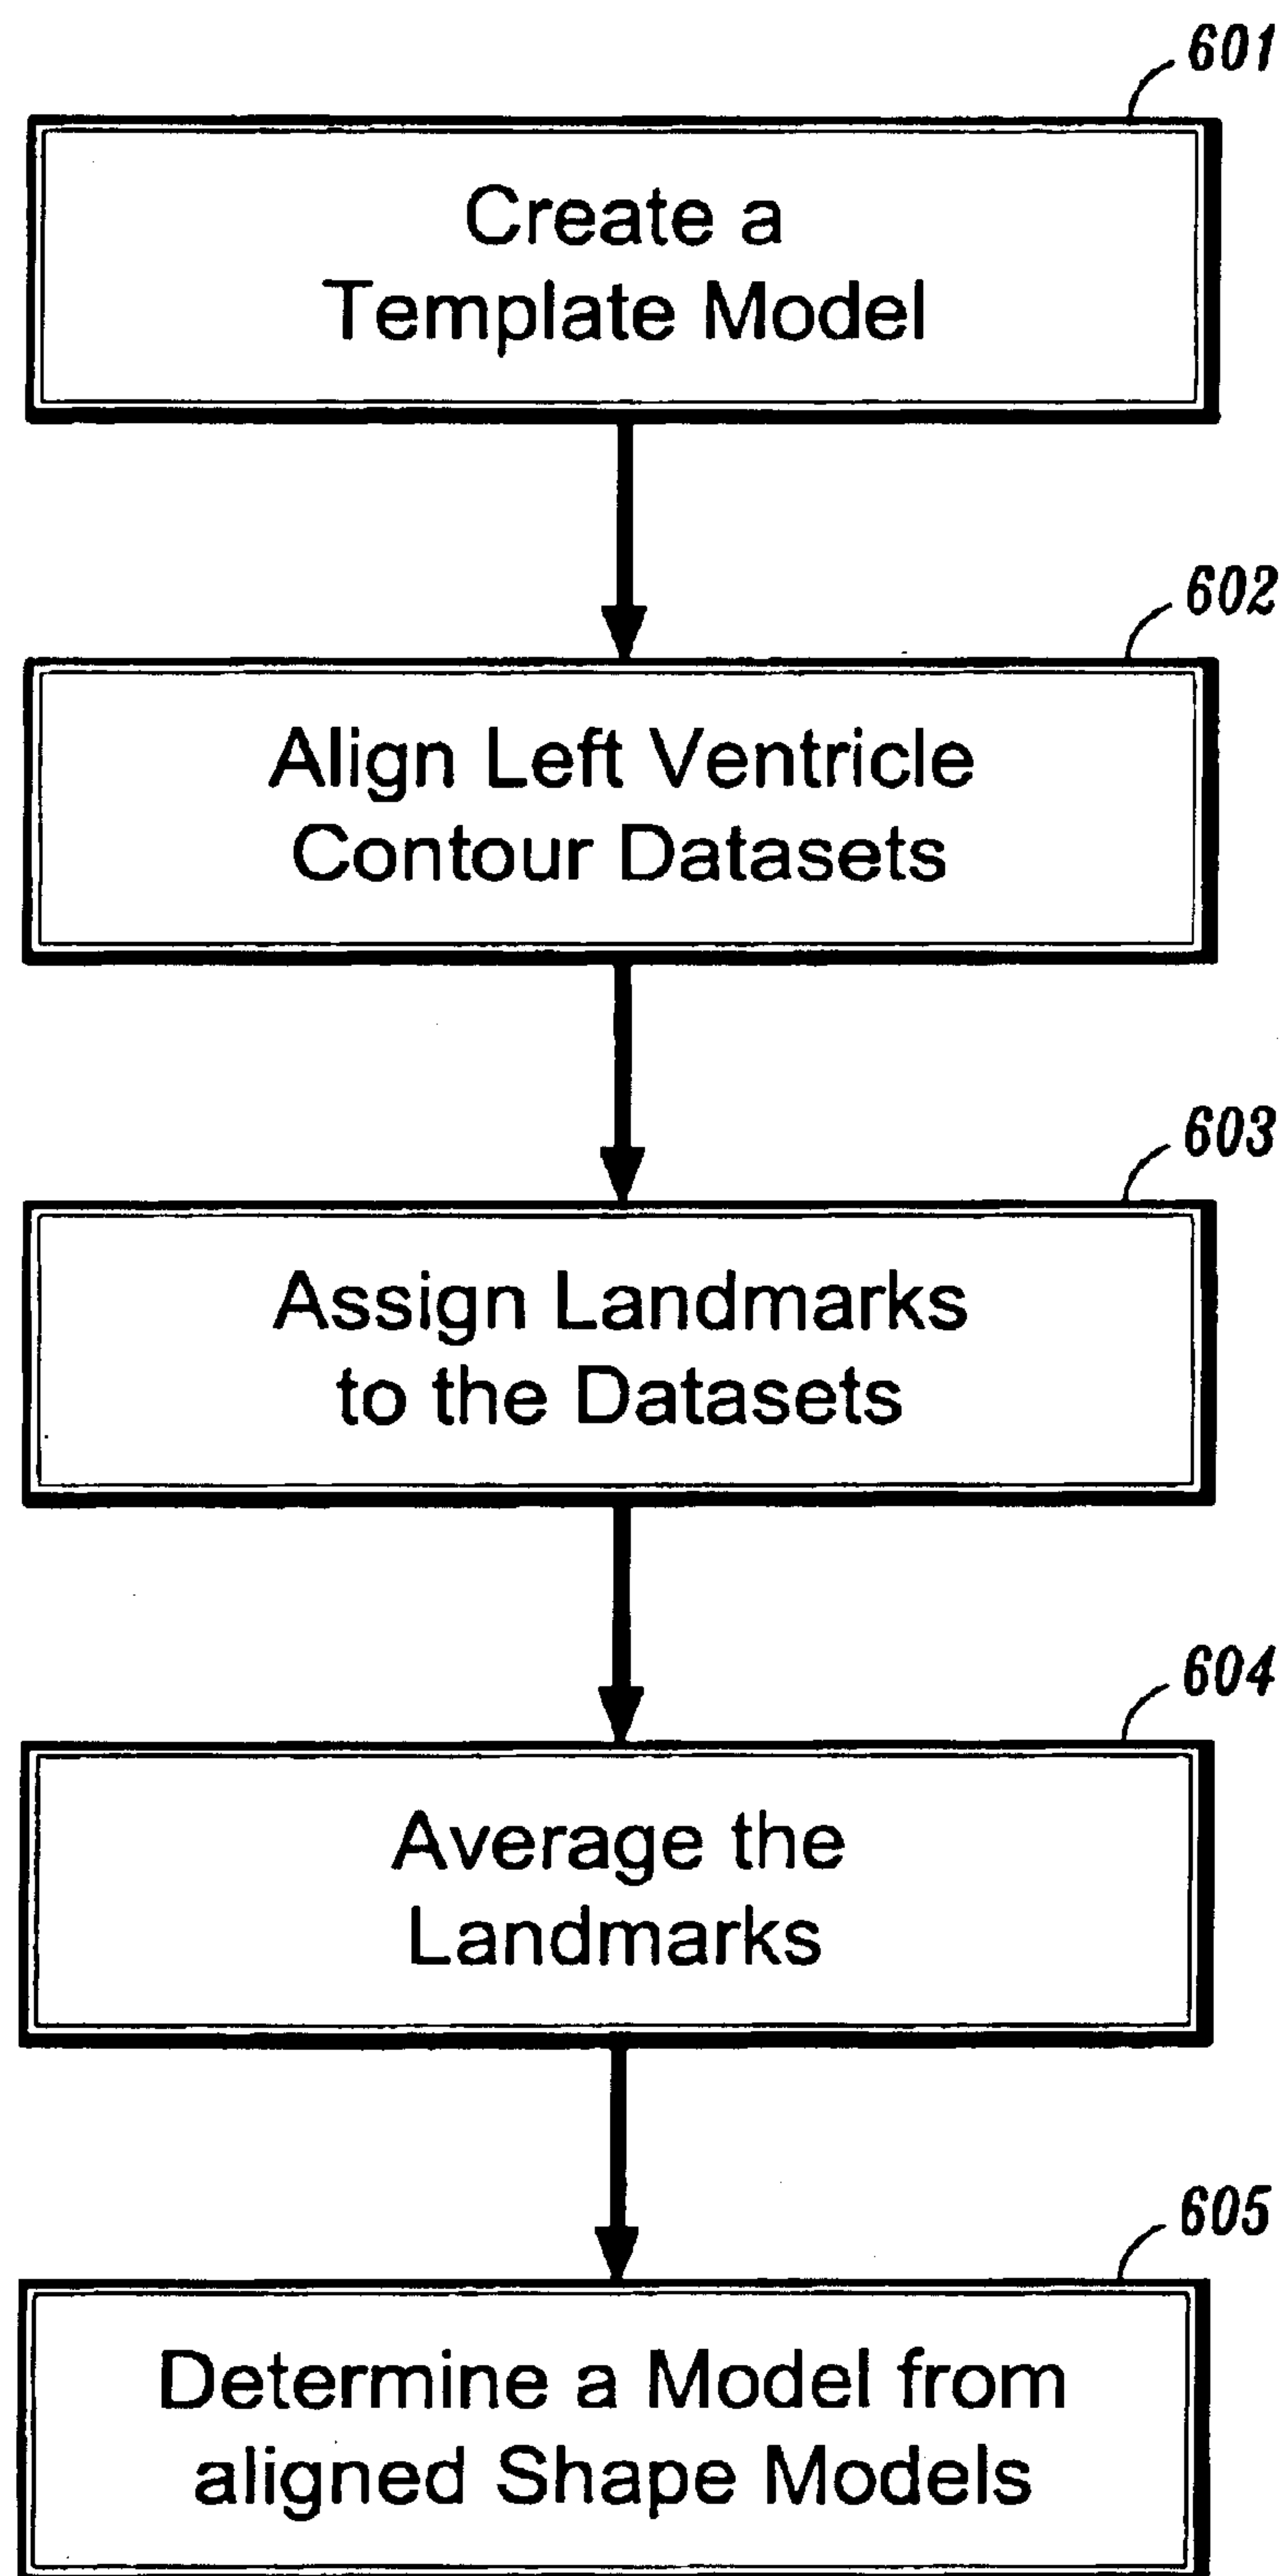 601
Create a
Template Model
602
Align Left Ventricle
Contour Datasets
603
Assign Landmarks
to the Datasets
604
Average the
Landmarks
605
Determine a Model from
aligned Shape Models